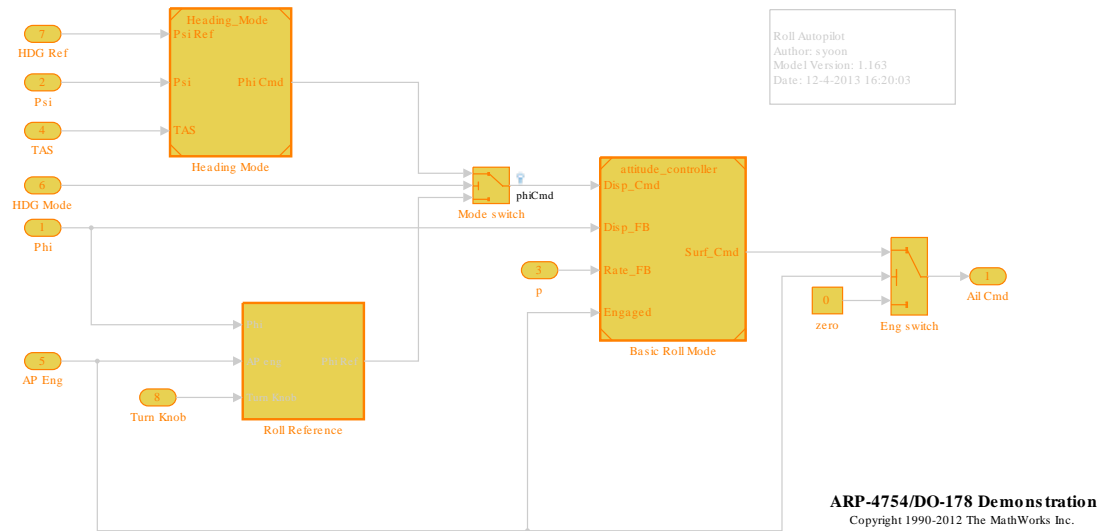 Heading_Mode
7
Psi Ref
HDG Ref
2
Psi
Phi Cmd
Psi
4
TAS
TAS
Heading Mode
Roll Autopilot
Author: syoon
Model Version: 1.163
Date: 12-4-2013 16:20:03
6
HDG Mode
phiCmd
Mode switch
attitude_controller
Disp_Cmd
1
Phi
Disp_FB
Surf_Cmd
3
p
Rate_FB
Engaged
Basic Roll Mode
1
Ail Cmd
0
zero
Eng switch
5
AP Eng
8
Turn Knob
Roll Reference
ARP-4754/DO-178 Demonstration
Copyright 1990-2012 The MathWorks Inc.